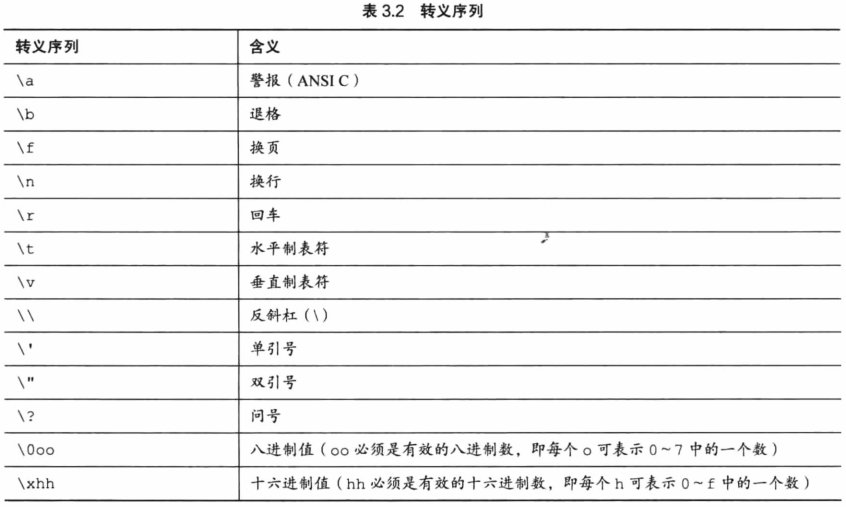 表 3.2 转义序列
转义序列 含义
\a 警报（ANSI C）
\b 退格
\f 换页
\n 换行
\r 回车
\t 水平制表符
\v 垂直制表符
\\ 反斜杠（\）
\' 单引号
\" 双引号
\? 问号
\0oo 八进制值（oo 必须是有效的八进制数，即每个 o 可表示 0~7 中的一个数）
\xhh 十六进制值（hh 必须是有效的十六进制数，即每个 h 可表示 0~f 中的一个数）